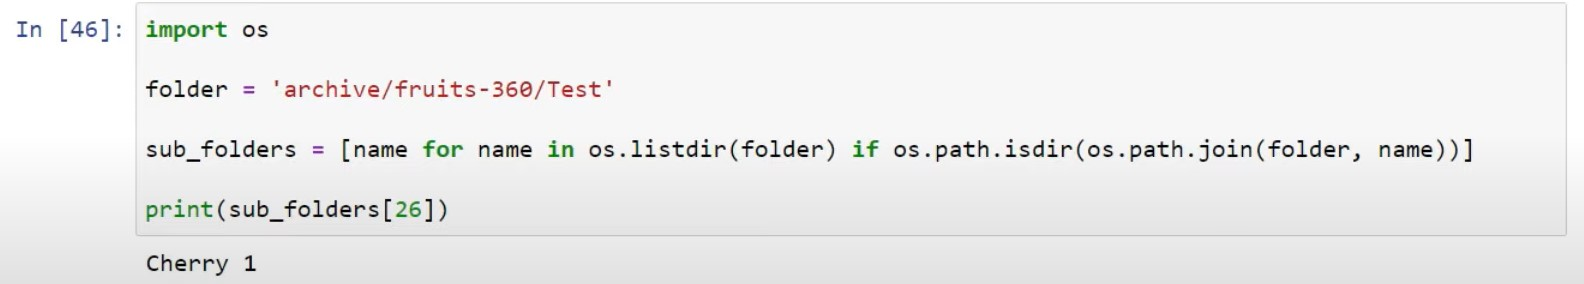 In [46]: import os
folder = 'archive/fruits-360/Test'
sub_folders = [name for name in os.listdir(folder) if os.path.isdir(os.path.join(folder, name))]
print(sub_folders[26])
Cherry 1